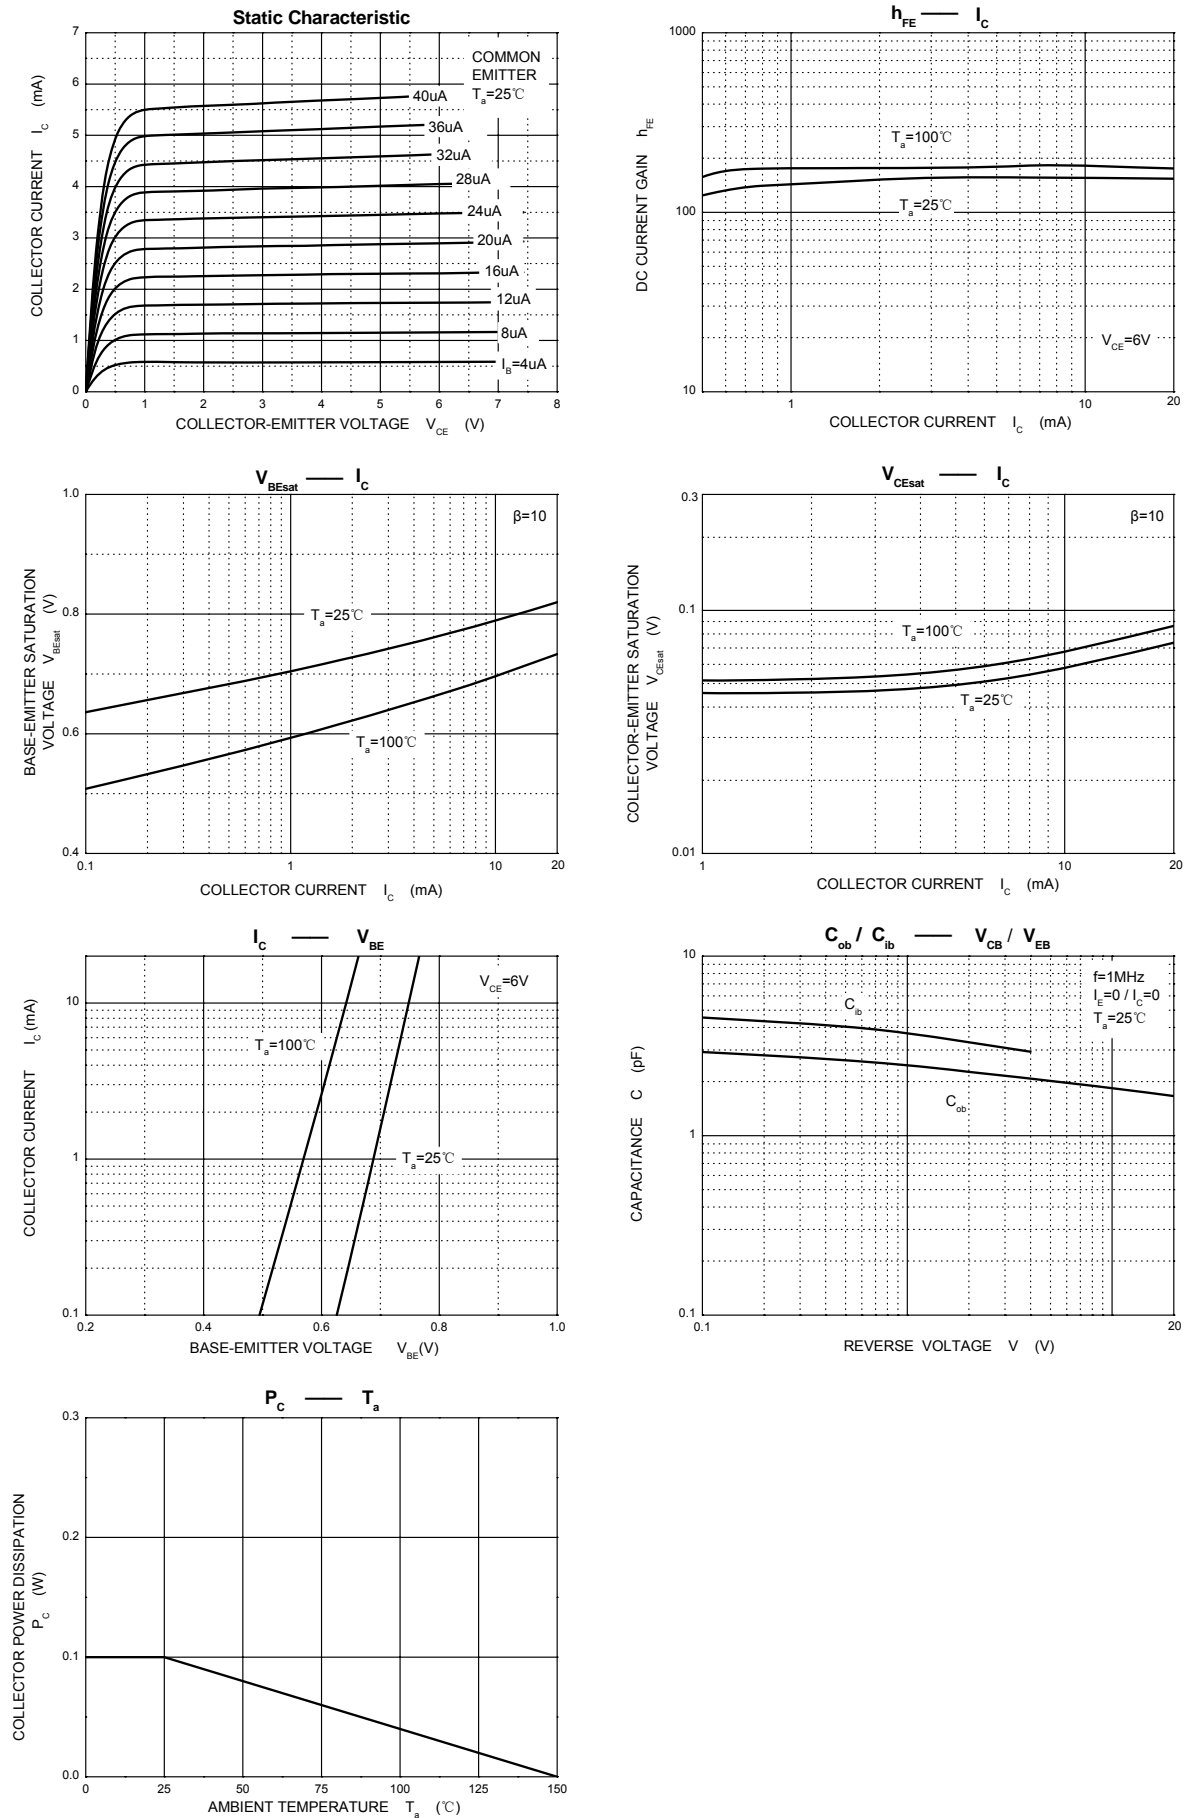 Static Characteristic
COLLECTOR CURRENT I_C (mA)
7
6
5
4
3
2
1
0
COMMON
EMITTER
T_a=25℃
40uA
36uA
32uA
28uA
24uA
20uA
16uA
12uA
8uA
I_B=4uA
0 1 2 3 4 5 6 7 8
COLLECTOR-EMITTER VOLTAGE V_CE (V)
h_FE —— I_C
DC CURRENT GAIN h_FE
1000
100
10
T_a=100℃
T_a=25℃
V_CE=6V
1 10 20
COLLECTOR CURRENT I_C (mA)
V_BEsat —— I_C
BASE-EMITTER SATURATION
VOLTAGE V_BEsat (V)
1.0
0.8
0.6
0.4
β=10
T_a=25℃
T_a=100℃
0.1 1 10 20
COLLECTOR CURRENT I_C (mA)
V_CEsat —— I_C
COLLECTOR-EMITTER SATURATION
VOLTAGE V_CEsat (V)
0.3
0.1
0.01
β=10
T_a=100℃
T_a=25℃
1 10 20
COLLECTOR CURRENT I_C (mA)
I_C —— V_BE
COLLECTOR CURRENT I_C (mA)
10
1
0.1
V_CE=6V
T_a=100℃
T_a=25℃
0.2 0.4 0.6 0.8 1.0
BASE-EMITTER VOLTAGE V_BE(V)
C_ob / C_ib —— V_CB / V_EB
CAPACITANCE C (pF)
10
1
0.1
f=1MHz
I_E=0 / I_C=0
T_a=25℃
C_ib
C_ob
0.1 1 10 20
REVERSE VOLTAGE V (V)
P_C —— T_a
COLLECTOR POWER DISSIPATION
P_C (W)
0.3
0.2
0.1
0.0
0 25 50 75 100 125 150
AMBIENT TEMPERATURE T_a (℃)